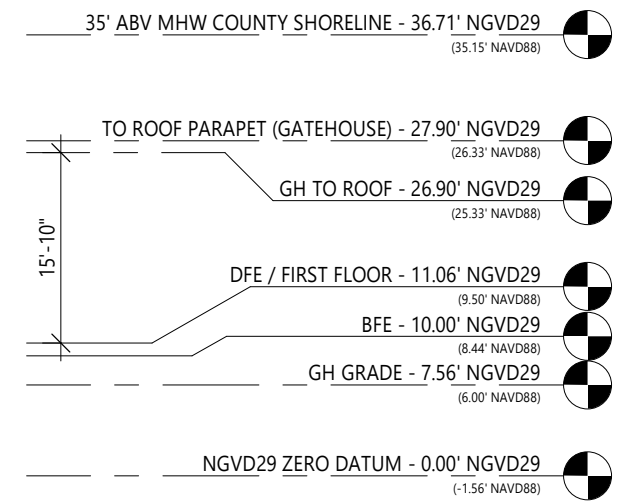 35' ABV MHW COUNTY SHORELINE - 36.71' NGVD29
(35.15' NAVD88)
TO ROOF PARAPET (GATEHOUSE) - 27.90' NGVD29
(26.33' NAVD88)
GH TO ROOF - 26.90' NGVD29
(25.33' NAVD88)
15'-10"
DFE / FIRST FLOOR - 11.06' NGVD29
(9.50' NAVD88)
BFE - 10.00' NGVD29
(8.44' NAVD88)
GH GRADE - 7.56' NGVD29
(6.00' NAVD88)
NGVD29 ZERO DATUM - 0.00' NGVD29
(-1.56' NAVD88)